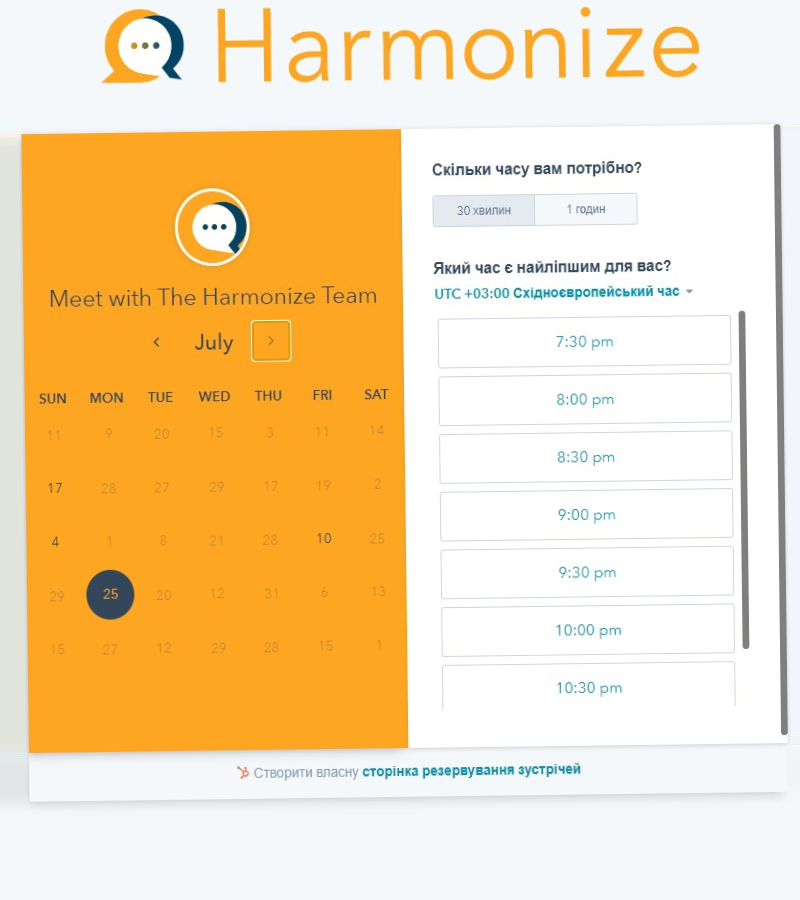 Harmonize
Meet with The Harmonize Team
July
SUN MON TUE WED THU FRI SAT
11 9 20 15 3 11 14
17 28 27 29 17 19 2
4 1 8 21 28 10 25
29 25 20 12 31 6 13
15 27 12 29 28 15 1
Скільки часу вам потрібно?
30 хвилин 1 годин
Який час є найліпшим для вас?
UTC +03:00 Східноєвропейський час
7:30 pm
8:00 pm
8:30 pm
9:00 pm
9:30 pm
10:00 pm
10:30 pm
Створити власну сторінка резервування зустрічей